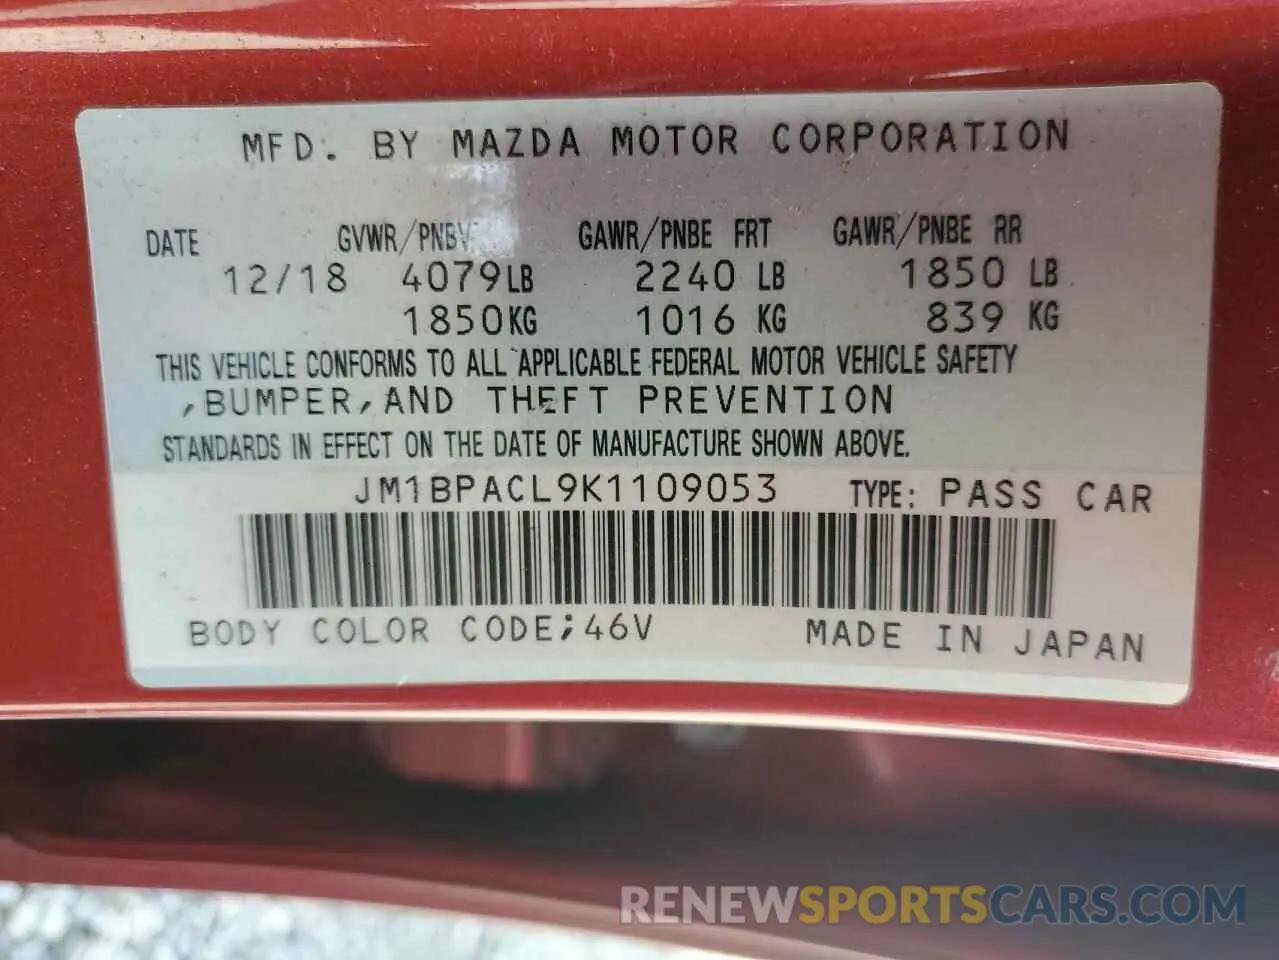 MFD. BY MAZDA MOTOR CORPORATION
DATE GVWR/PNBV GAWR/PNBE FRT GAWR/PNBE RR
12/18 4079LB 2240 LB 1850 LB
1850KG 1016 KG 839 KG
THIS VEHICLE CONFORMS TO ALL APPLICABLE FEDERAL MOTOR VEHICLE SAFETY
,BUMPER,AND THEFT PREVENTION
STANDARDS IN EFFECT ON THE DATE OF MANUFACTURE SHOWN ABOVE.
JM1BPACL9K1109053 TYPE: PASS CAR
BODY COLOR CODE;46V MADE IN JAPAN
RENEWSPORTSCARS.COM